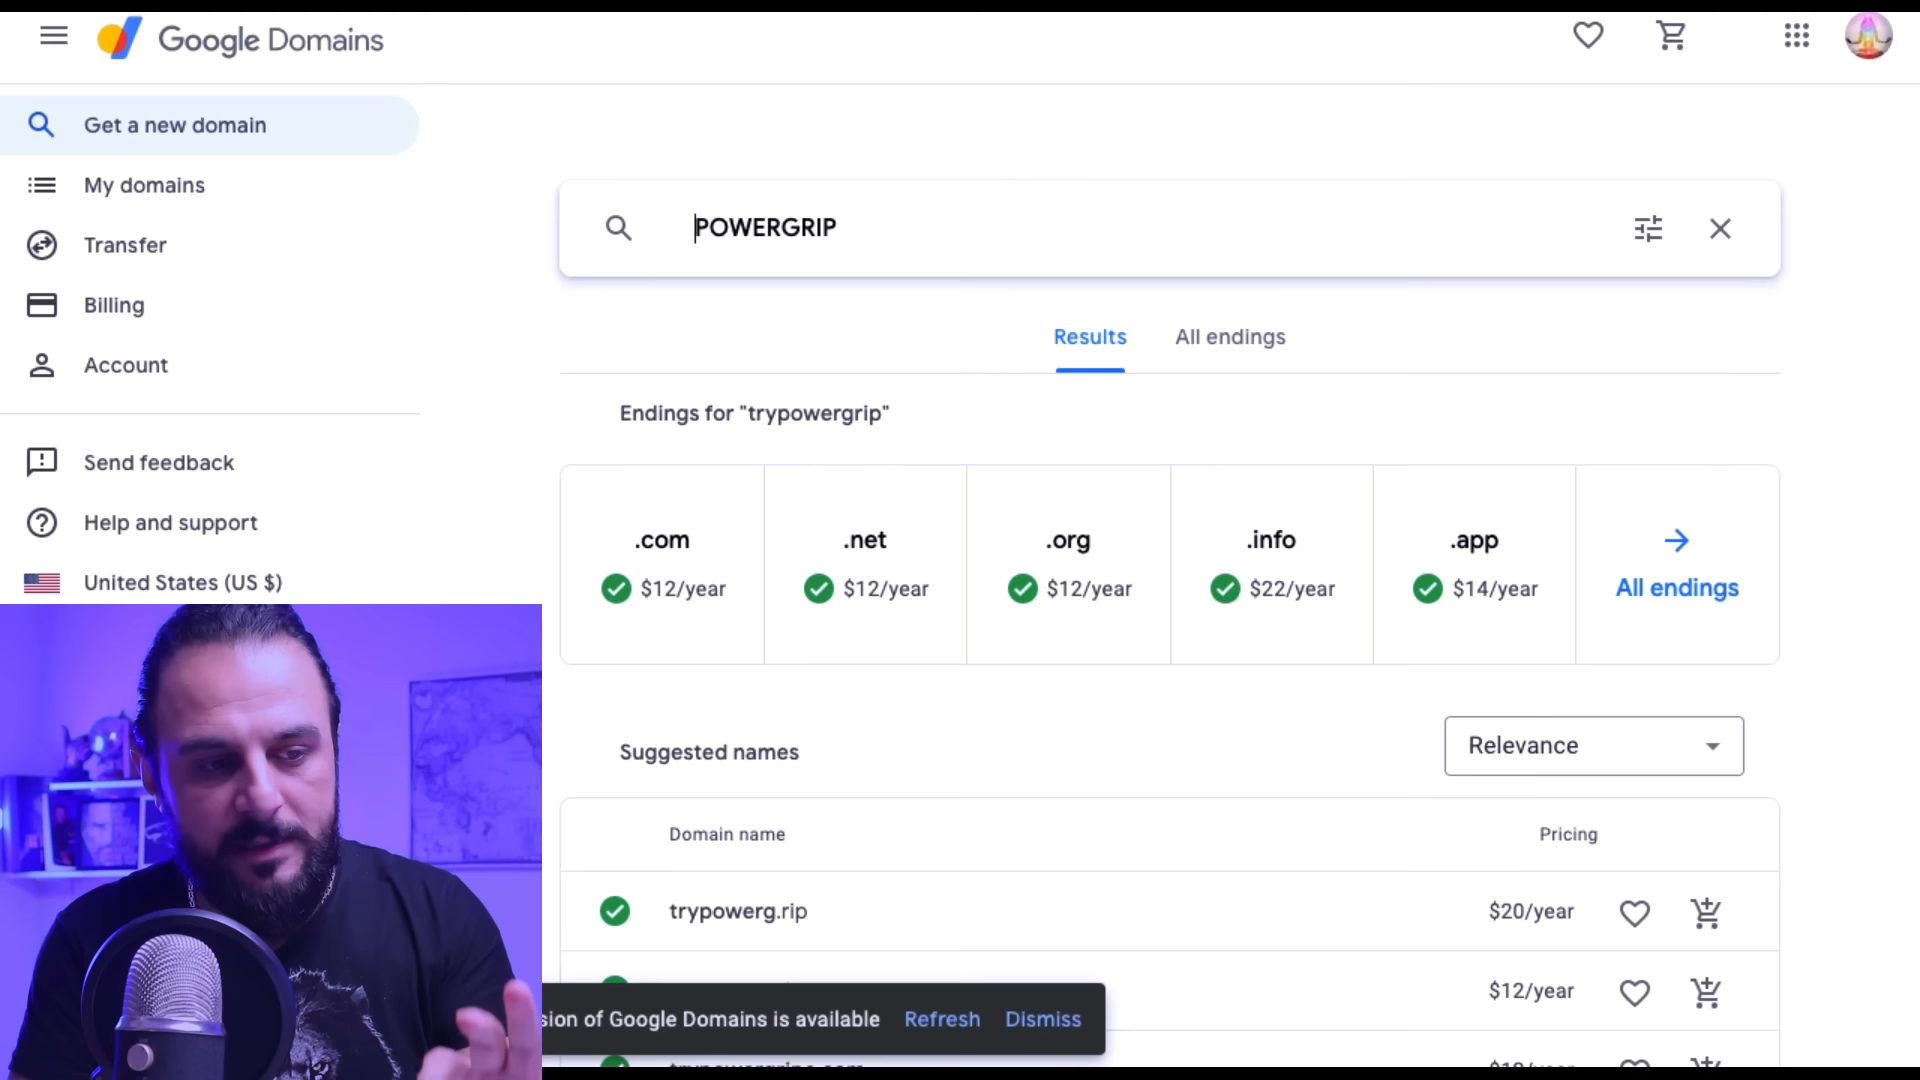 Google Domains
Get a new domain
My domains
Transfer
Billing
Account
Send feedback
Help and support
United States (US $)
POWERGRIP
Results
All endings
Endings for "trypowergrip"
.com
$12/year
.net
$12/year
.org
$12/year
.info
$22/year
.app
$14/year
All endings
Suggested names
Relevance
Domain name
Pricing
trypowerg.rip
$20/year
$12/year
sion of Google Domains is available
Refresh
Dismiss